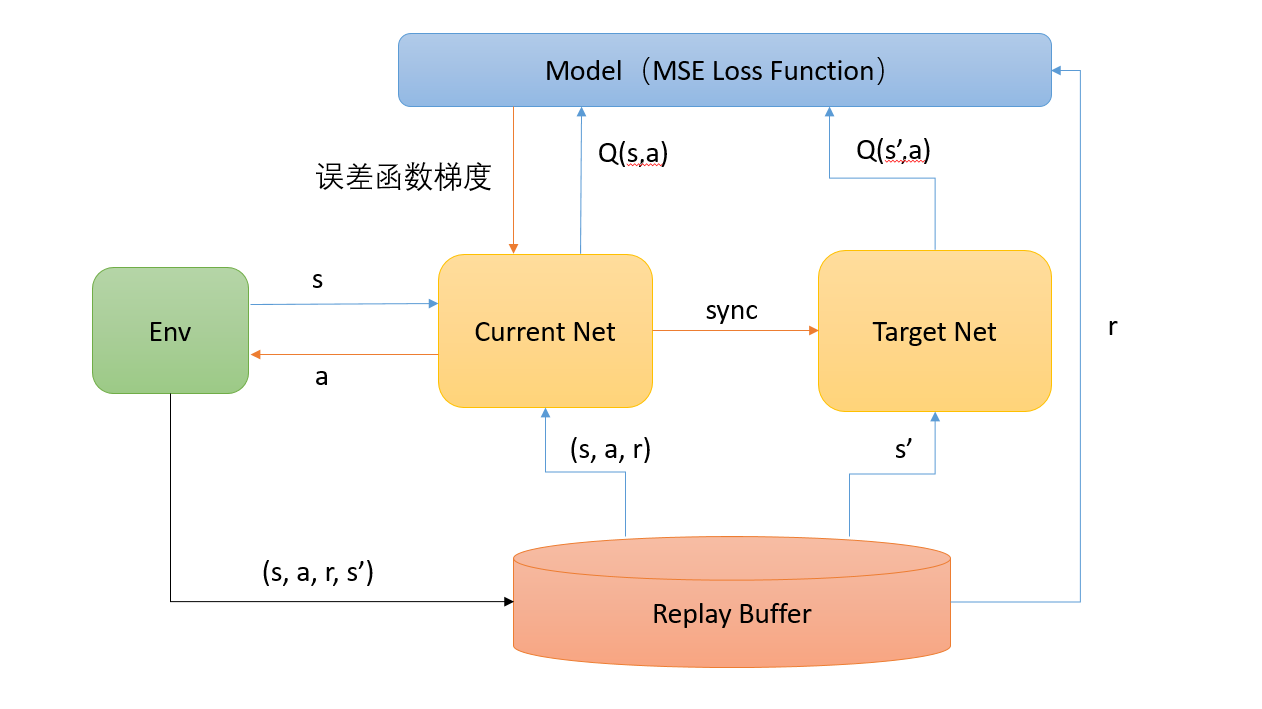 Model（MSE Loss Function）
误差函数梯度
Q(s,a)
Q(s’,a)
Env
s
a
Current Net
sync
Target Net
r
(s, a, r)
s’
(s, a, r, s’)
Replay Buffer